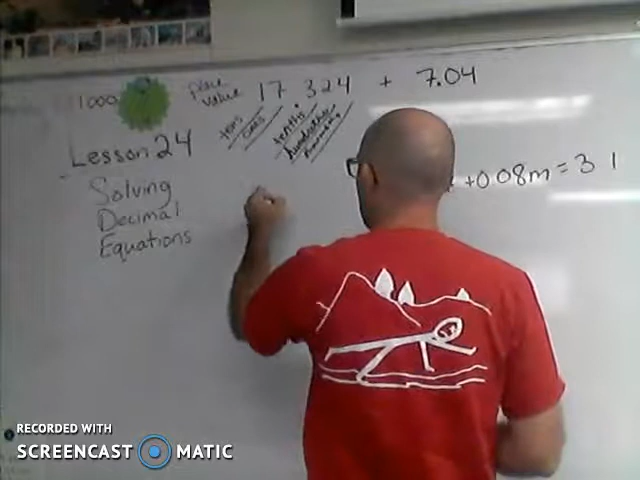 1000 place value 17.324 + 7.04
tens ones tenths hundredths thousandths
Lesson 24
Solving
Decimal
Equations
+0.08m = 3.1
RECORDED WITH
SCREENCAST MATIC